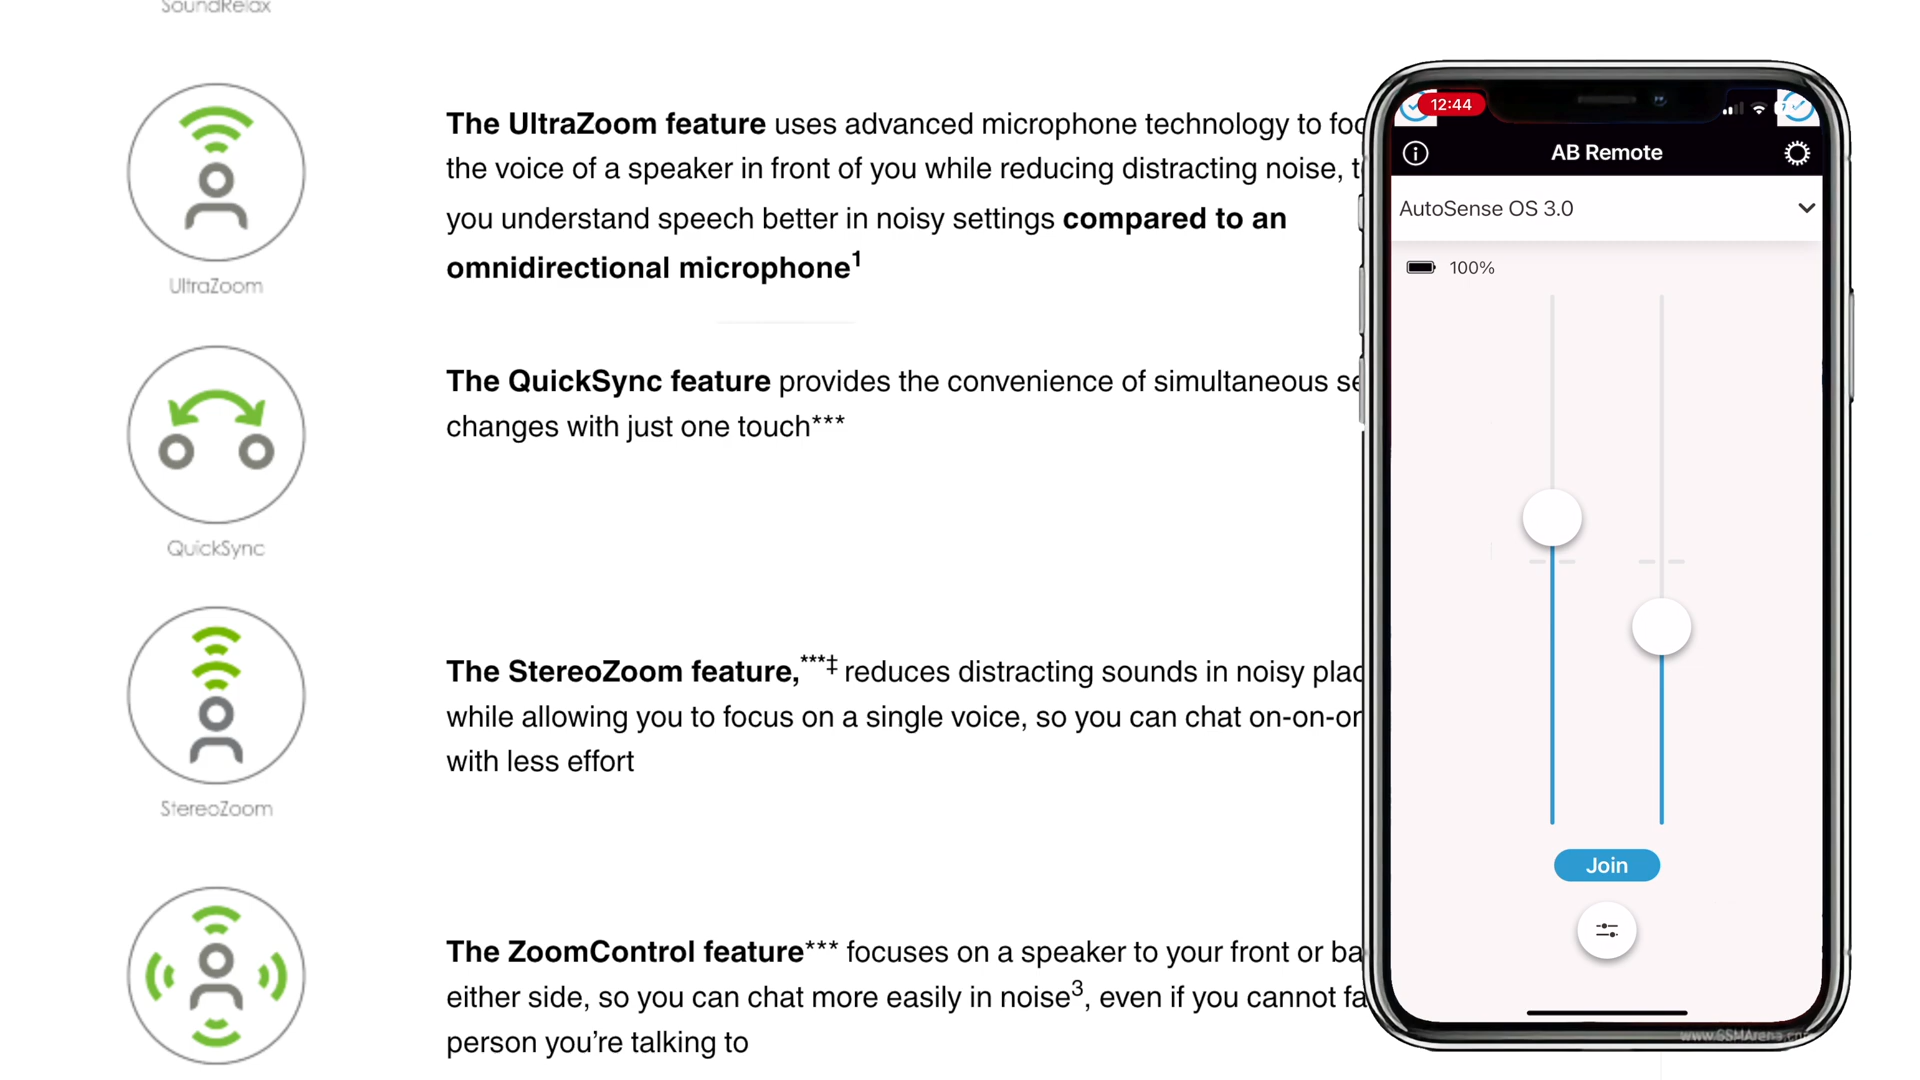 SoundRelax
The UltraZoom feature uses advanced microphone technology to foc
the voice of a speaker in front of you while reducing distracting noise, t
you understand speech better in noisy settings compared to an
omnidirectional microphone1
UltraZoom
The QuickSync feature provides the convenience of simultaneous se
changes with just one touch***
QuickSync
The StereoZoom feature,***‡ reduces distracting sounds in noisy plac
while allowing you to focus on a single voice, so you can chat on-on-or
with less effort
StereoZoom
The ZoomControl feature*** focuses on a speaker to your front or ba
either side, so you can chat more easily in noise3, even if you cannot fa
person you're talking to
12:44
AB Remote
AutoSense OS 3.0
100%
Join
www.GSMArena.com